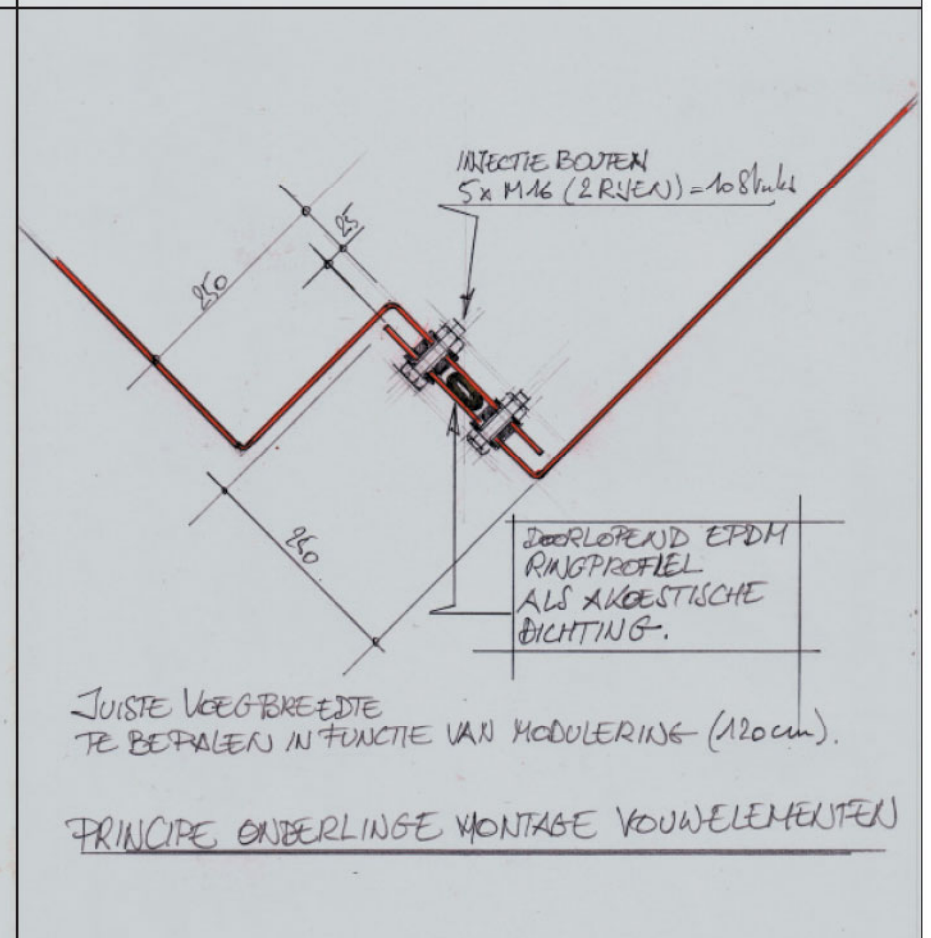 INJECTIE BOUTEN
5x M16 (2 RIJEN) = 10 Stuks
25
250
250
DOORLOPEND EPDM
RINGPROFIEL
ALS AKOESTISCHE
DICHTING.
JUISTE VOEGBREEDTE
TE BEPALEN IN FUNCTIE VAN MODULERING (120cm).
PRINCIPE ONDERLINGE MONTAGE VOUWELEMENTEN